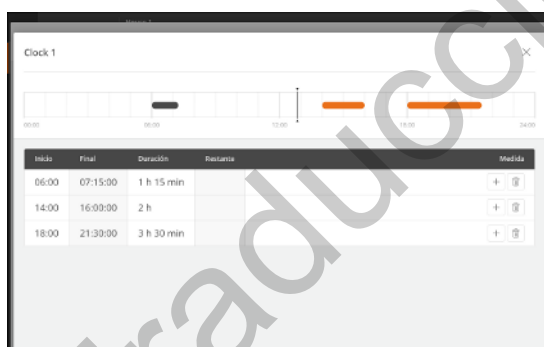 Clock 1
00:00 06:00 12:00 18:00 24:00
Inicio Final Duración Restante Medida
06:00 07:15:00 1 h 15 min
14:00 16:00:00 2 h
18:00 21:30:00 3 h 30 min
traducci